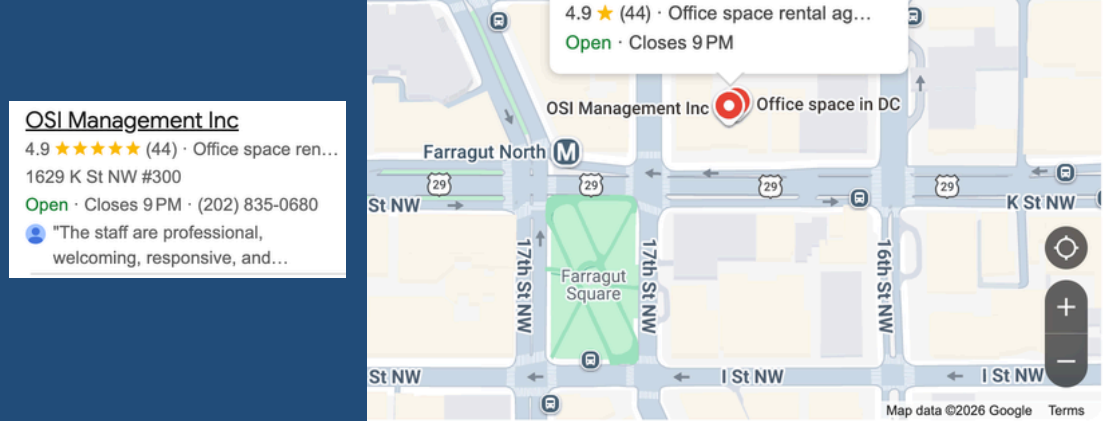 OSI Management Inc
4.9 ★★★★★ (44) · Office space ren...
1629 K St NW #300
Open · Closes 9 PM · (202) 835-0680
"The staff are professional,
welcoming, responsive, and...
4.9 ★ (44) · Office space rental ag...
Open · Closes 9 PM
OSI Management Inc
Office space in DC
Farragut North
M
29
29
29
29
St NW
K St NW
17th St NW
17th St NW
16th St NW
Farragut
Square
St NW
I St NW
I St NW
+
−
Map data ©2026 Google
Terms